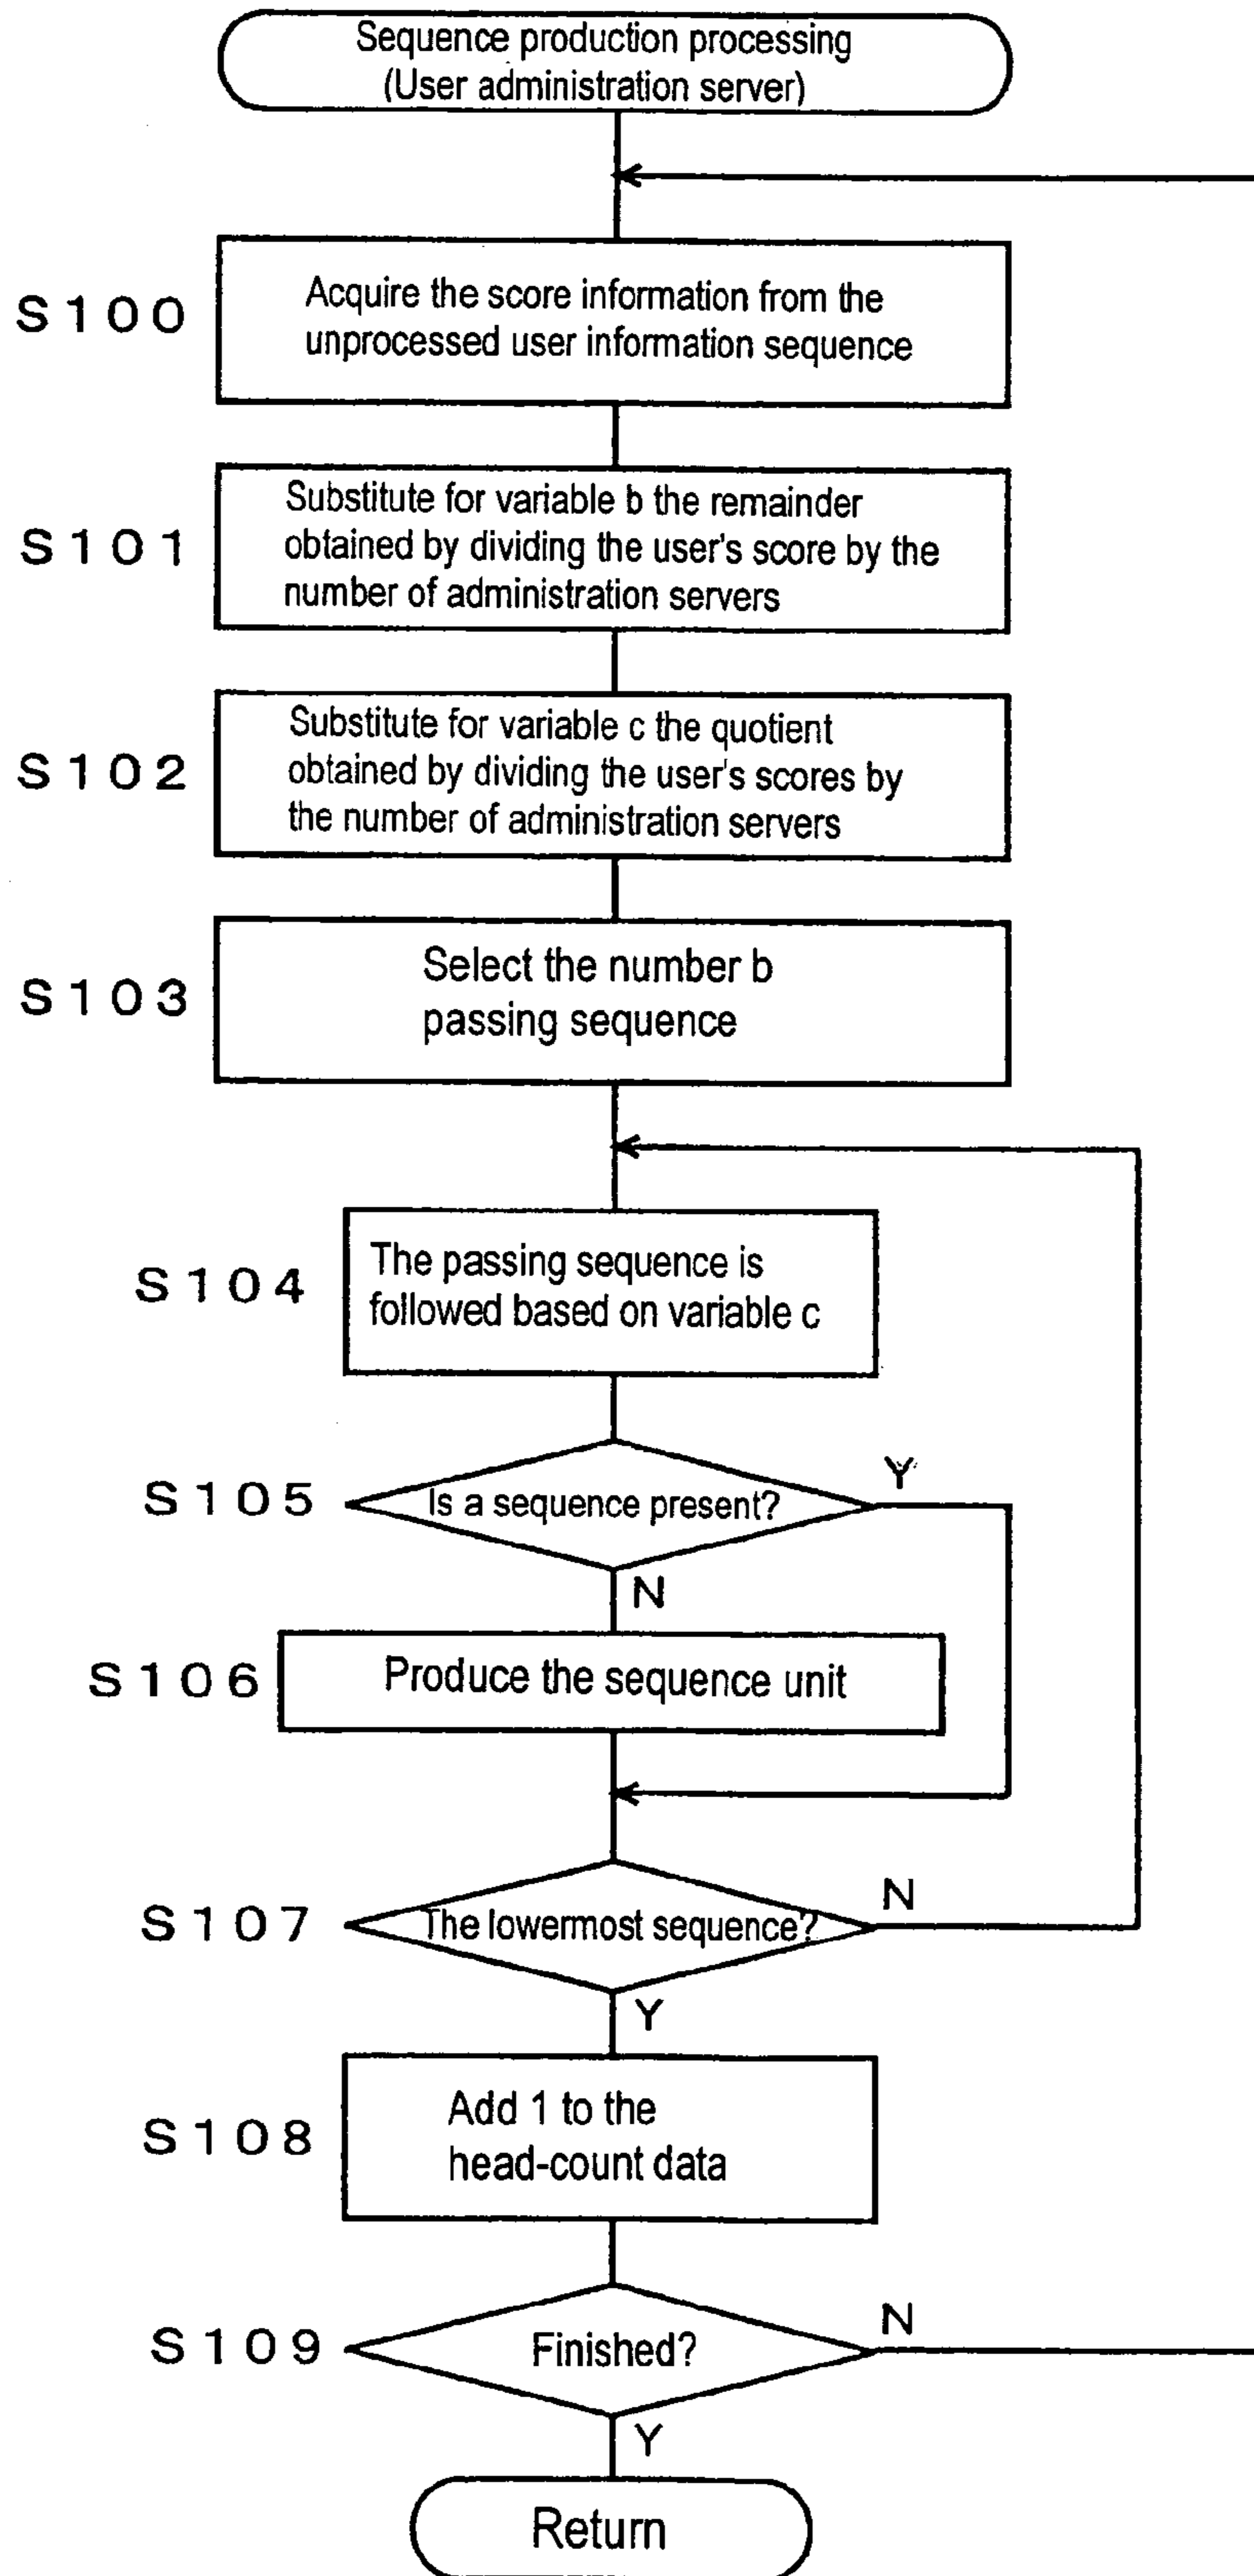 Sequence production processing
(User administration server)
S100
Acquire the score information from the
unprocessed user information sequence
S101
Substitute for variable b the remainder
obtained by dividing the user's score by the
number of administration servers
S102
Substitute for variable c the quotient
obtained by dividing the user's scores by
the number of administration servers
S103
Select the number b
passing sequence
S104
The passing sequence is
followed based on variable c
S105
Is a sequence present?
Y
N
S106
Produce the sequence unit
S107
The lowermost sequence?
N
Y
S108
Add 1 to the
head-count data
S109
Finished?
N
Y
Return